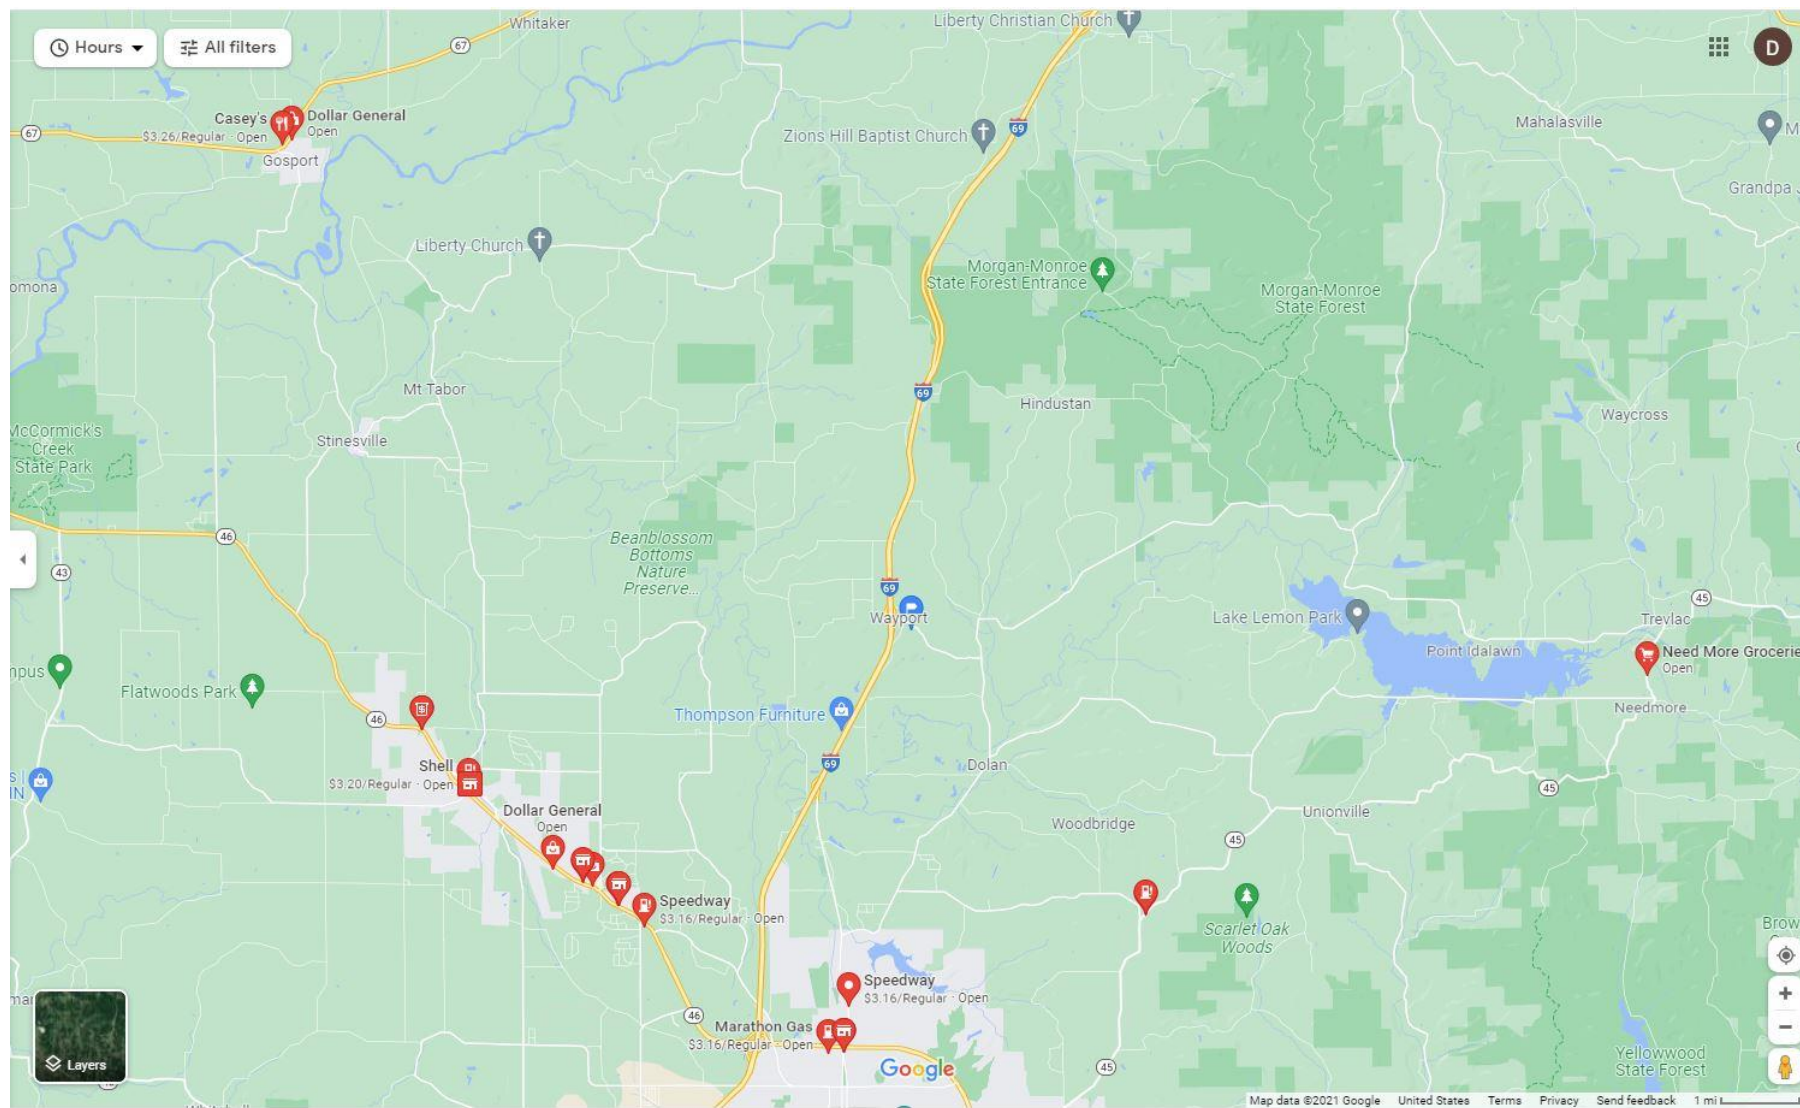 Hours
All filters
D
Whitaker
67
Liberty Christian Church
69
Casey's
$3.26/Regular · Open
Dollar General
Open
67
Gosport
Zions Hill Baptist Church
Mahalasville
M
Grandpa J
Liberty Church
Morgan-Monroe
State Forest Entrance
Morgan-Monroe
State Forest
omona
Mt Tabor
69
Hindustan
Waycross
McCormick's
Creek
State Park
Stinesville
46
43
Beanblossom
Bottoms
Nature
Preserve...
69
Wayport
Lake Lemon Park
45
Trevlac
Point Idalawn
Need More Grocerie
Open
Needmore
mpus
Flatwoods Park
46
Thompson Furniture
69
Dolan
Shell
$3.20/Regular · Open
s |
IN
45
Dollar General
Open
Woodbridge
Unionville
45
Speedway
$3.16/Regular · Open
Scarlet Oak
Woods
Brow
Speedway
$3.16/Regular · Open
46
Marathon Gas
$3.16/Regular · Open
45
Layers
Google
Yellowwood
State Forest
Map data ©2021 Google United States Terms Privacy Send feedback 1 mi